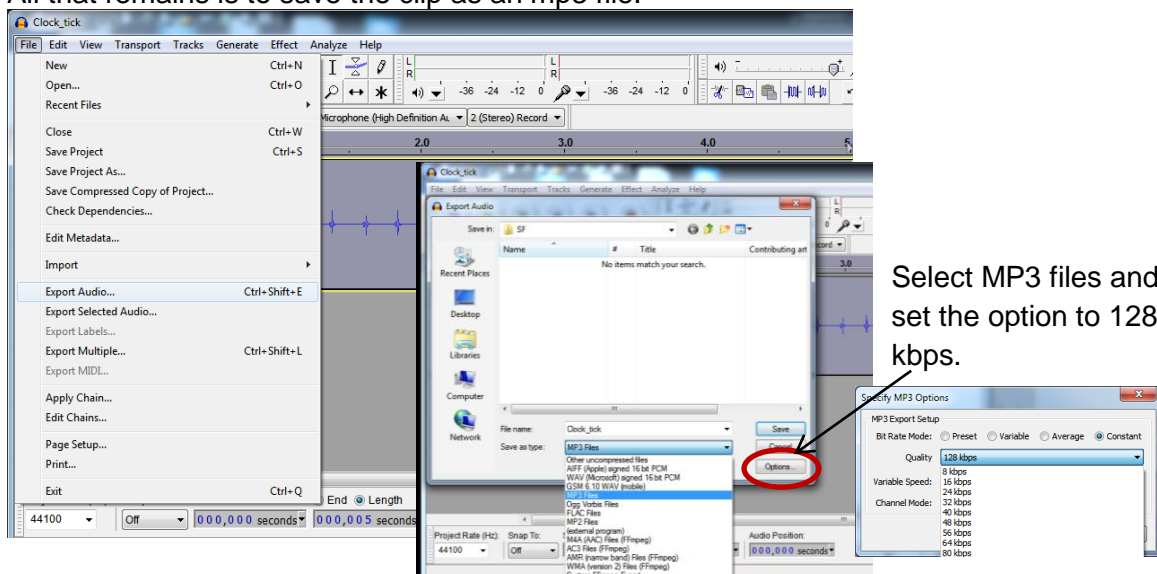 All that remains is to save the clip as an mp3 file.
Clock_tick
File Edit View Transport Tracks Generate Effect Analyze Help
New Ctrl+N
Open... Ctrl+O
Recent Files
Close Ctrl+W
Save Project Ctrl+S
Save Project As...
Save Compressed Copy of Project...
Check Dependencies...
Edit Metadata...
Import
Export Audio... Ctrl+Shift+E
Export Selected Audio...
Export Labels...
Export Multiple... Ctrl+Shift+L
Export MIDI...
Apply Chain...
Edit Chains...
Page Setup...
Print...
Exit Ctrl+Q
L
R
-36 -24 -12 0
L
R
-36 -24 -12 0
Microphone (High Definition Au 2 (Stereo) Record
2.0 3.0 4.0
End Length
44100 Off 000,000 seconds 000,005 seconds
Clock_tick
File Edit View Transport Tracks Generate Effect Analyze Help
Export Audio
Save in: SF
Name # Title Contributing art
No items match your search.
Recent Places
Desktop
Libraries
Computer
Network
File name: Clock_tick Save
Save as type: MP3 Files Cancel
Options...
Other uncompressed files
AIFF (Apple) signed 16 bit PCM
WAV (Microsoft) signed 16 bit PCM
GSM 6.10 WAV (mobile)
MP3 Files
Ogg Vorbis Files
FLAC Files
MP2 Files
(external program)
M4A (AAC) Files (FFmpeg)
AC3 Files (FFmpeg)
AMR (narrow band) Files (FFmpeg)
WMA (version 2) Files (FFmpeg)
L
R
0
3.0
Project Rate (Hz): Snap To:
44100 Off
Audio Position:
000,000 seconds
Select MP3 files and
set the option to 128
kbps.
Specify MP3 Options
MP3 Export Setup
Bit Rate Mode: Preset Variable Average Constant
Quality 128 kbps
Variable Speed:
Channel Mode:
8 kbps
16 kbps
24 kbps
32 kbps
40 kbps
48 kbps
56 kbps
64 kbps
80 kbps